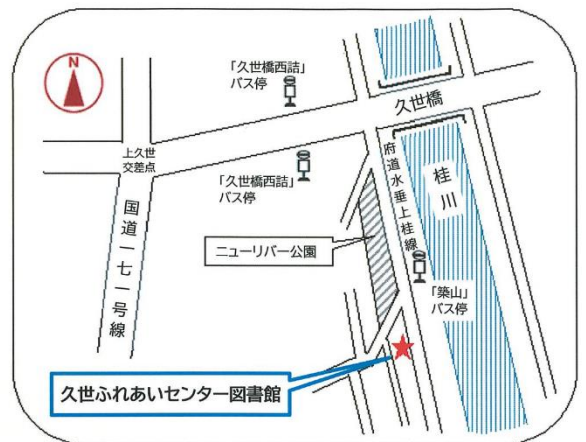 N
「久世橋西詰」
バス停
久世橋
上久世
交差点
「久世橋西詰」
バス停
府道水垂上桂線
桂川
国道一七一号線
ニューリバー公園
「築山」
バス停
久世ふれあいセンター図書館